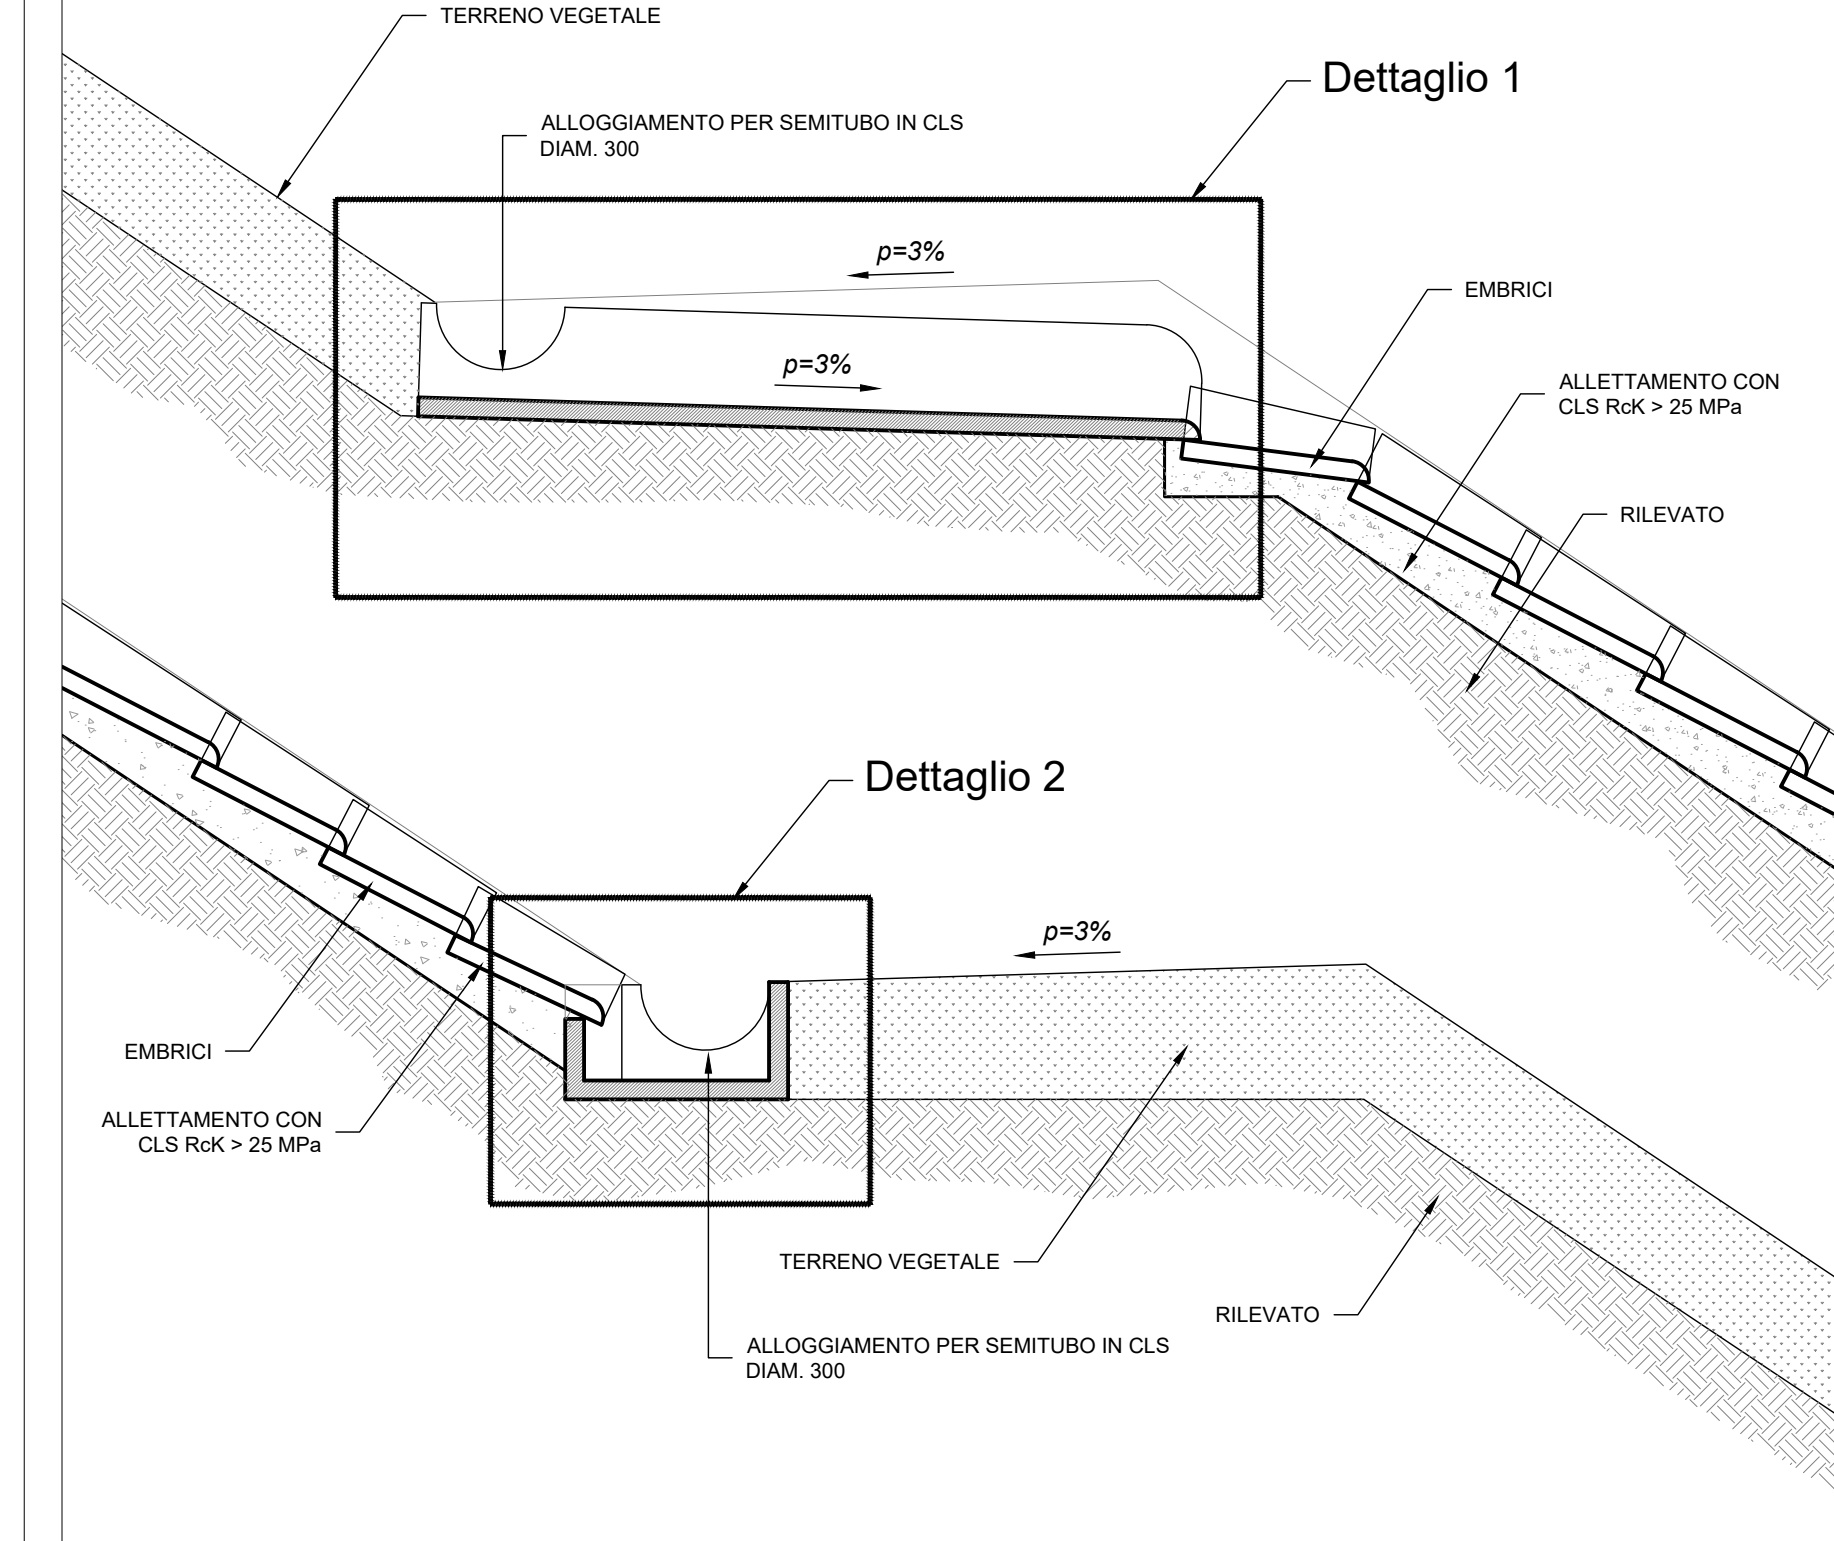 TERRENO VEGETALE
Dettaglio 1
ALLOGGIAMENTO PER SEMITUBO IN CLS
DIAM. 300
p=3%
EMBRICI
p=3%
ALLETTAMENTO CON
CLS RcK > 25 MPa
RILEVATO
Dettaglio 2
p=3%
EMBRICI
ALLETTAMENTO CON
CLS RcK > 25 MPa
TERRENO VEGETALE
RILEVATO
ALLOGGIAMENTO PER SEMITUBO IN CLS
DIAM. 300